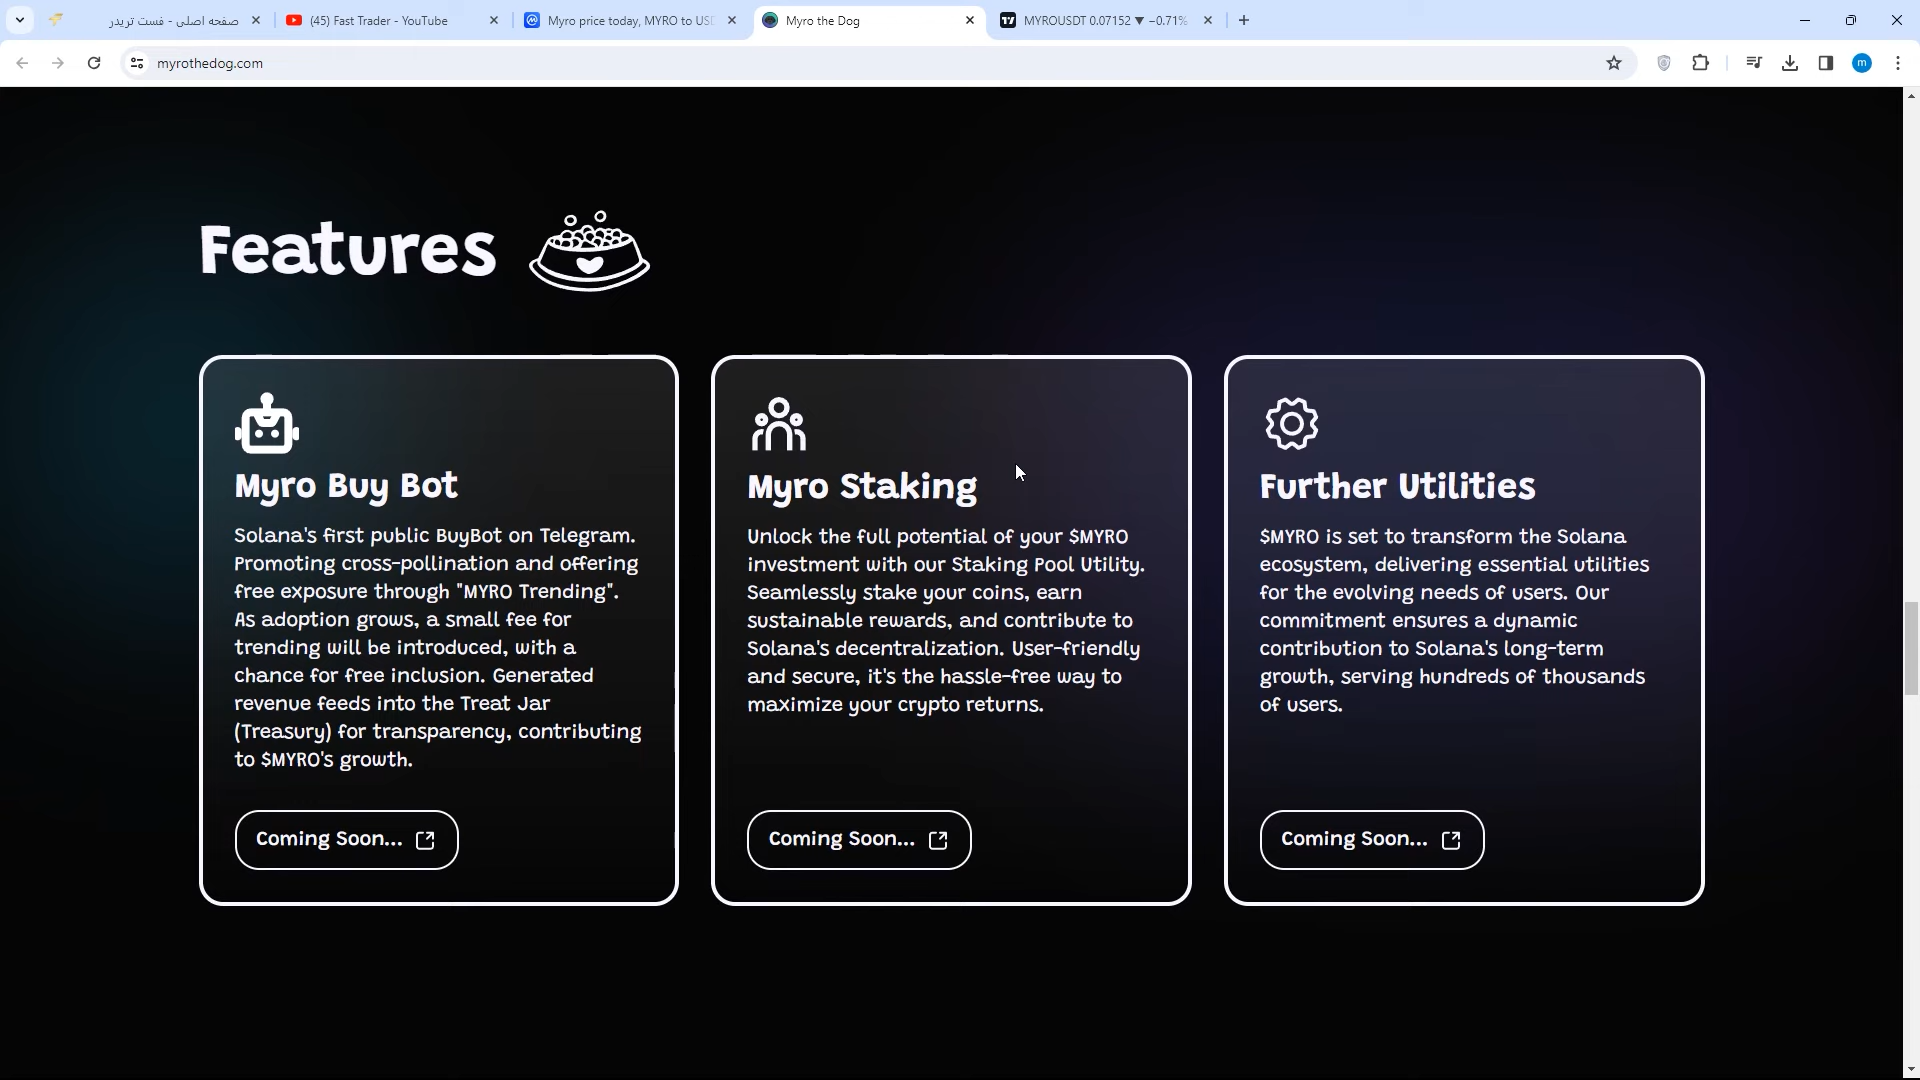 صفحه اصلی - فست تریدر
(45) Fast Trader - YouTube
Myro price today, MYRO to USD
Myro the Dog
MYROUSDT 0.07152 ▼ −0.71%
myrothedog.com
m
Features
Myro Buy Bot
Solana's first public BuyBot on Telegram.
Promoting cross-pollination and offering
free exposure through "MYRO Trending".
As adoption grows, a small fee for
trending will be introduced, with a
chance for free inclusion. Generated
revenue feeds into the Treat Jar
(Treasury) for transparency, contributing
to $MYRO's growth.
Coming Soon...
Myro Staking
Unlock the full potential of your $MYRO
investment with our Staking Pool Utility.
Seamlessly stake your coins, earn
sustainable rewards, and contribute to
Solana's decentralization. User-friendly
and secure, it's the hassle-free way to
maximize your crypto returns.
Coming Soon...
Further Utilities
$MYRO is set to transform the Solana
ecosystem, delivering essential utilities
for the evolving needs of users. Our
commitment ensures a dynamic
contribution to Solana's long-term
growth, serving hundreds of thousands
of users.
Coming Soon...